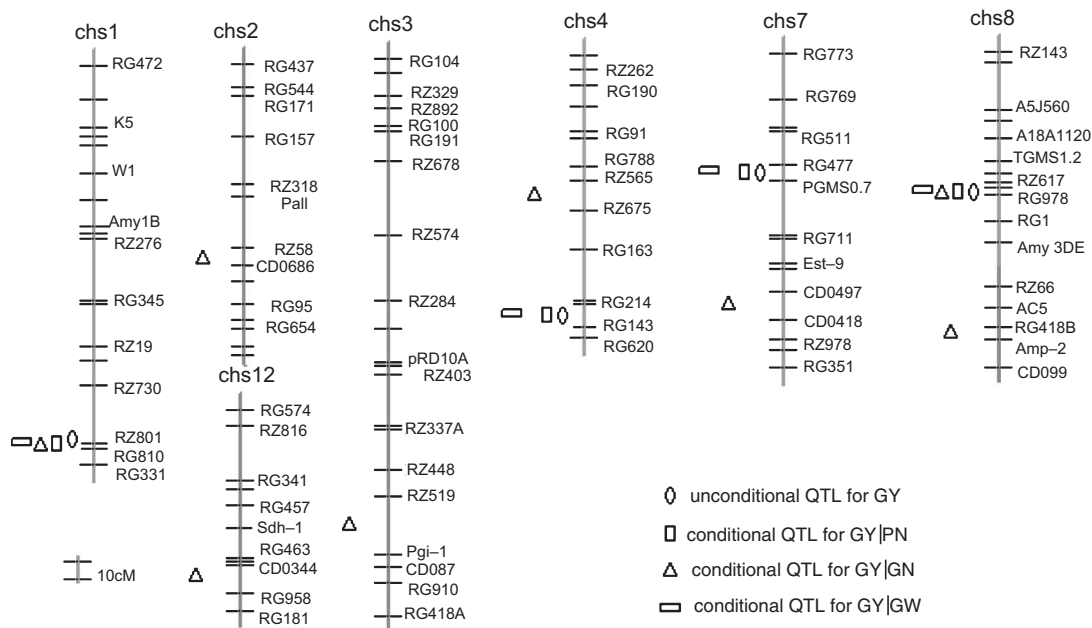 chs1
RG472
K5
W1
Amy1B
RZ276
RG345
RZ19
RZ730
RZ801
RG810
RG331
10cM
chs2
RG437
RG544
RG171
RG157
RZ318
Pall
RZ58
CD0686
RG95
RG654
chs12
RG574
RZ816
RG341
RG457
Sdh–1
RG463
CD0344
RG958
RG181
chs3
RG104
RZ329
RZ892
RG100
RG191
RZ678
RZ574
RZ284
pRD10A
RZ403
RZ337A
RZ448
RZ519
Pgi–1
CD087
RG910
RG418A
chs4
RZ262
RG190
RG91
RG788
RZ565
RZ675
RG163
RG214
RG143
RG620
chs7
RG773
RG769
RG511
RG477
PGMS0.7
RG711
Est–9
CD0497
CD0418
RZ978
RG351
chs8
RZ143
A5J560
A18A1120
TGMS1.2
RZ617
RG978
RG1
Amy 3DE
RZ66
AC5
RG418B
Amp–2
CD099
unconditional QTL for GY
conditional QTL for GY|PN
conditional QTL for GY|GN
conditional QTL for GY|GW